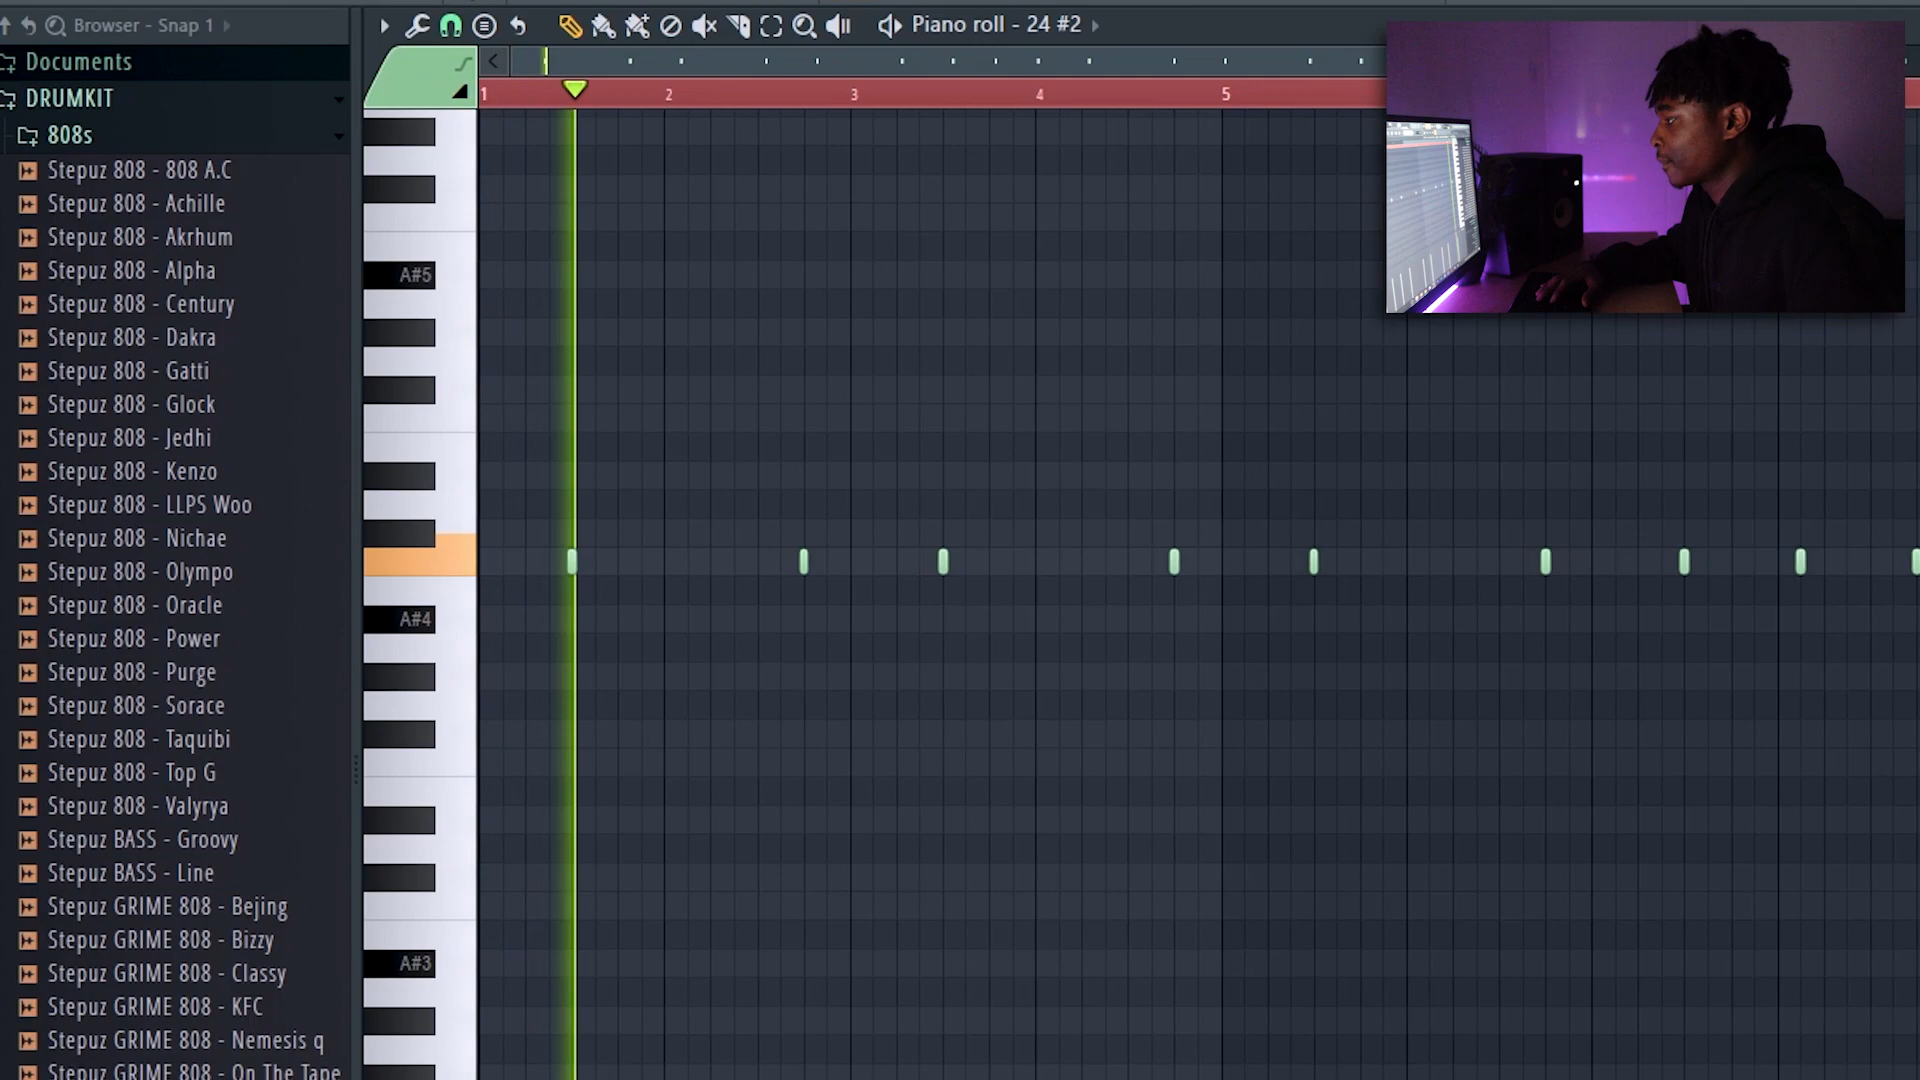 Browser - Snap 1
Piano roll - 24 #2
Documents
DRUMKIT
808s
1
2
3
4
5
Stepuz 808 - 808 A.C
Stepuz 808 - Achille
Stepuz 808 - Akrhum
Stepuz 808 - Alpha
Stepuz 808 - Century
Stepuz 808 - Dakra
Stepuz 808 - Gatti
Stepuz 808 - Glock
Stepuz 808 - Jedhi
Stepuz 808 - Kenzo
Stepuz 808 - LLPS Woo
Stepuz 808 - Nichae
Stepuz 808 - Olympo
Stepuz 808 - Oracle
Stepuz 808 - Power
Stepuz 808 - Purge
Stepuz 808 - Sorace
Stepuz 808 - Taquibi
Stepuz 808 - Top G
Stepuz 808 - Valyrya
Stepuz BASS - Groovy
Stepuz BASS - Line
Stepuz GRIME 808 - Bejing
Stepuz GRIME 808 - Bizzy
Stepuz GRIME 808 - Classy
Stepuz GRIME 808 - KFC
Stepuz GRIME 808 - Nemesis q
Stepuz GRIME 808 - On The Tape
A#5
A#4
A#3